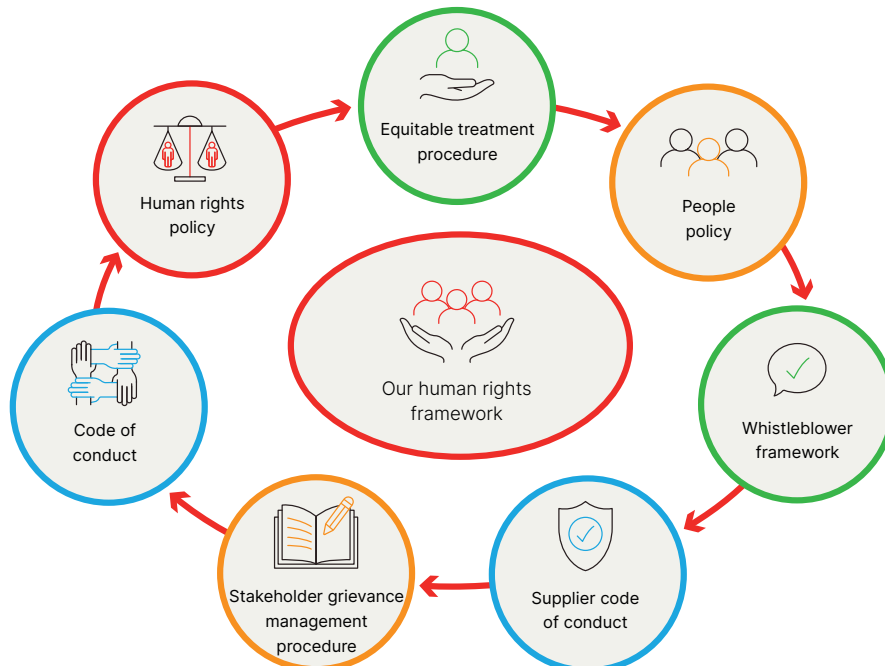 Equitable treatment
procedure
Human rights
policy
People
policy
Our human rights
framework
Code of
conduct
Whistleblower
framework
Stakeholder grievance
management
procedure
Supplier code
of conduct